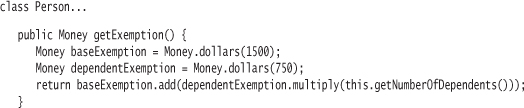 class Person...
public Money getExemption() {
Money baseExemption = Money.dollars(1500);
Money dependentExemption = Money.dollars(750);
return baseExemption.add(dependentExemption.multiply(this.getNumberOfDependents()));
}